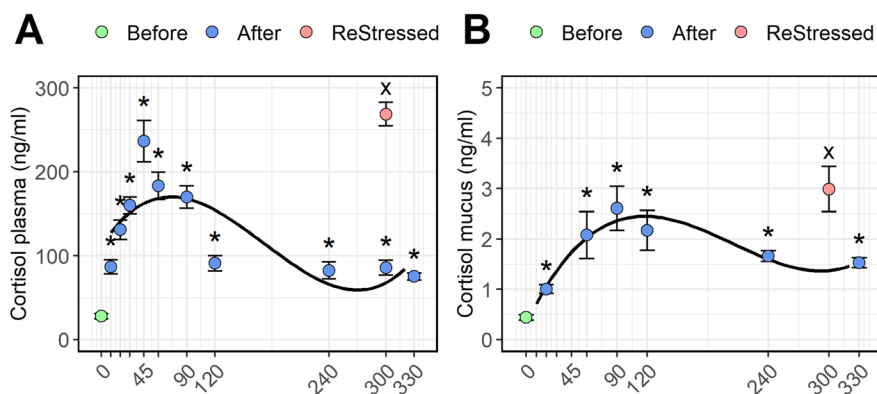 A
Before After ReStressed
Cortisol plasma (ng/ml)
300
200
100
0
* * * * * * * * * *
x
0 45 90 120 240 300 330
B
Before After ReStressed
Cortisol mucus (ng/ml)
5
4
3
2
1
0
* * * * * *
x
0 45 90 120 240 300 330